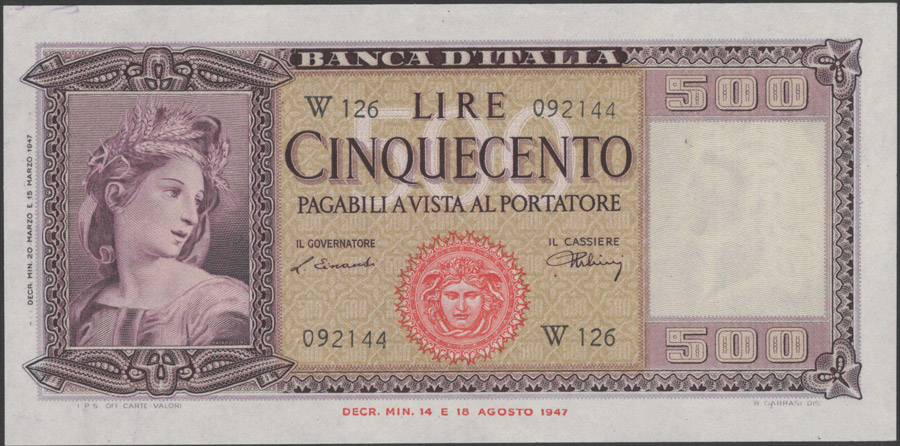 BANCA D'ITALIA
500
W 126 LIRE 092144
500
CINQUECENTO
PAGABILI A VISTA AL PORTATORE
IL GOVERNATORE
IL CASSIERE
092144
W 126
500
DECR. MIN. 20 MARZO E 15 MARZO 1947
I.P.S. OFF. CARTE-VALORI
DECR. MIN. 14 E 18 AGOSTO 1947
R. GARRASI DIS.